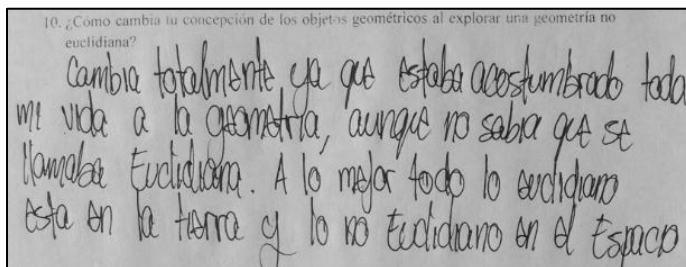 10. ¿Cómo cambia tu concepción de los objetos geométricos al explorar una geometría no
euclidiana?
Cambia totalmente ya que estaba acostumbrado toda
mi vida a la geometría, aunque no sabia que se
llamaba Euclidiana. A lo mejor todo lo euclidiano
esta en la tierra y lo no Euclidiano en el Espacio